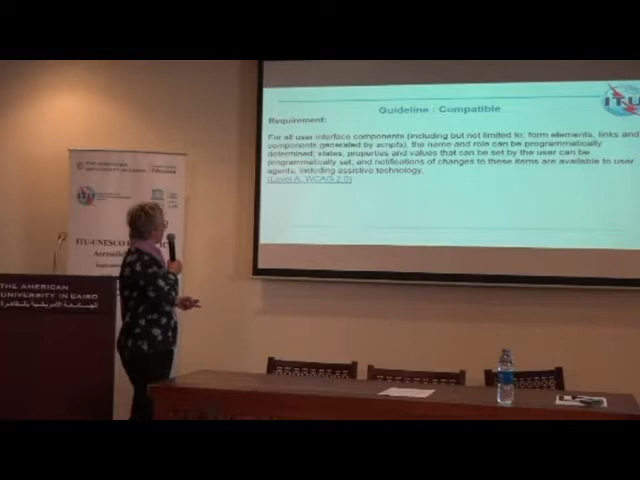 ITU
Guideline : Compatible
Requirement:
For all user interface components (including but not limited to: form elements, links and
components generated by scripts), the name and role can be programmatically
determined; states, properties and values that can be set by the user can be
programmatically set; and notifications of changes to these items are available to user
agents, including assistive technology.
(Level A, WCAG 2.0)
ITU-UNESCO
Accessib
THE AMERICAN
UNIVERSITY IN CAIRO
الجامعة الأمريكية بالقاهرة